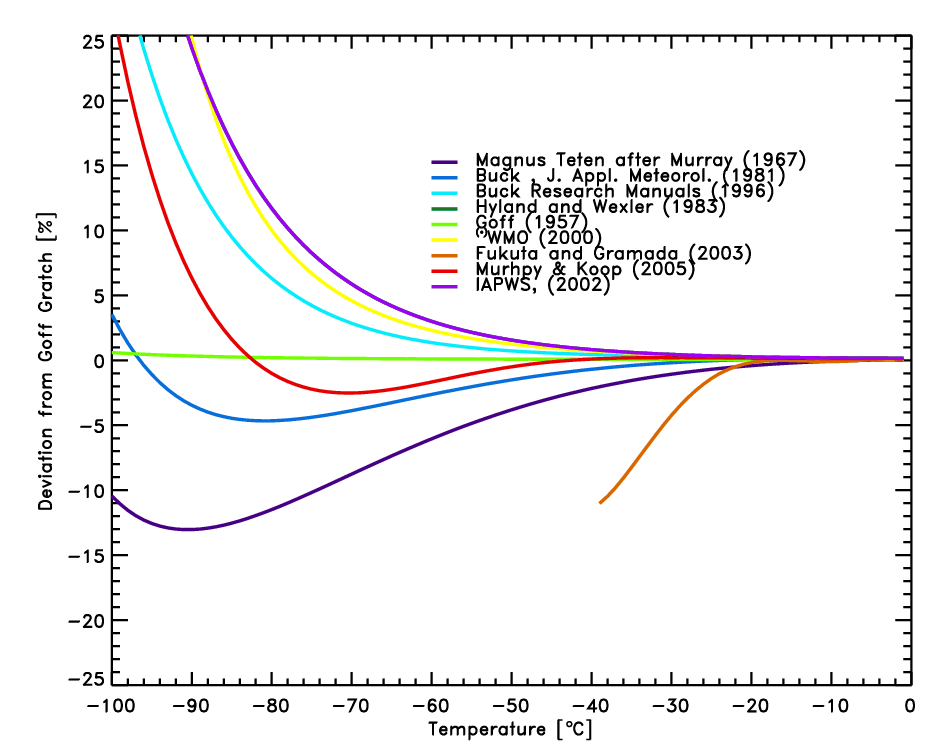 25
20
15
10
5
0
−5
−10
−15
−20
−25
Deviation from Goff Gratch [%]
Magnus Teten after Murray (1967)
Buck , J. Appl. Meteorol. (1981)
Buck Research Manuals (1996)
Hyland and Wexler (1983)
Goff (1957)
WMO (2000)
Fukuta and Gramada (2003)
Murhpy & Koop (2005)
IAPWS, (2002)
−100 −90 −80 −70 −60 −50 −40 −30 −20 −10 0
Temperature [°C]